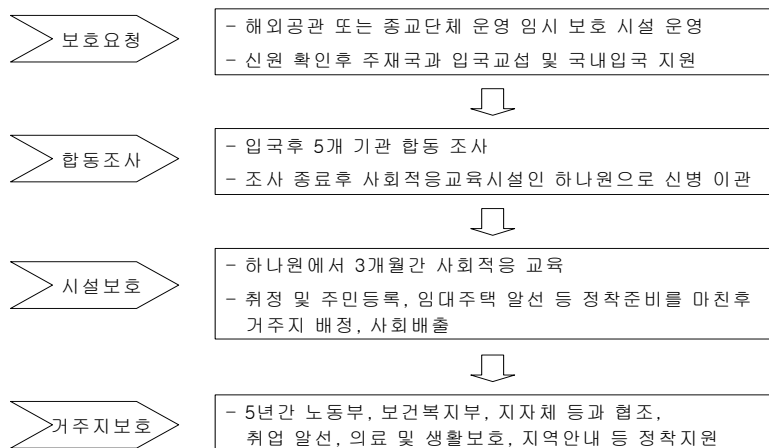 보호요청
– 해외공관 또는 종교단체 운영 임시 보호 시설 운영
– 신원 확인후 주재국과 입국교섭 및 국내입국 지원
합동조사
– 입국후 5개 기관 합동 조사
– 조사 종료후 사회적응교육시설인 하나원으로 신병 이관
시설보호
– 하나원에서 3개월간 사회적응 교육
– 취정 및 주민등록, 임대주택 알선 등 정착준비를 마친후
거주지 배정, 사회배출
거주지보호
– 5년간 노동부, 보건복지부, 지자체 등과 협조,
취업 알선, 의료 및 생활보호, 지역안내 등 정착지원